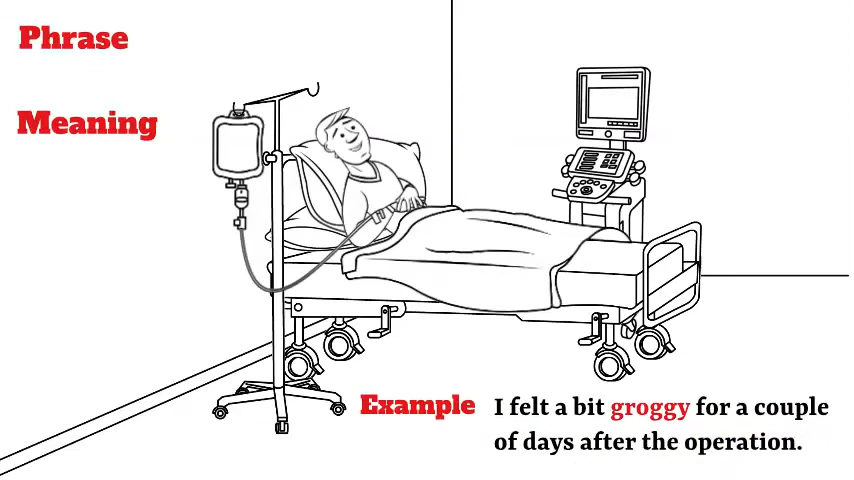 Phrase
Meaning
Example
I felt a bit groggy for a couple
of days after the operation.